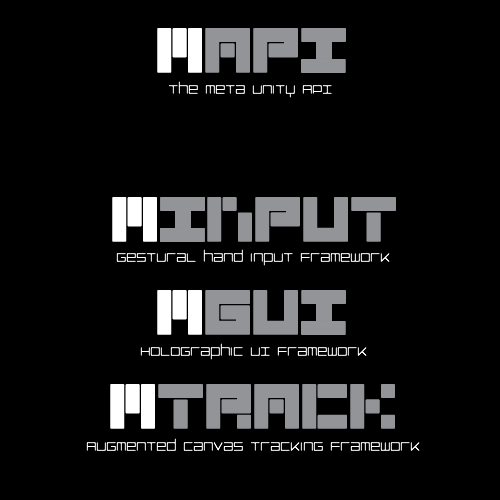 MAPI
The Meta Unity API
MINPUT
Gestural Hand Input Framework
MGUI
Holographic UI Framework
MTRACK
Augmented Canvas Tracking Framework